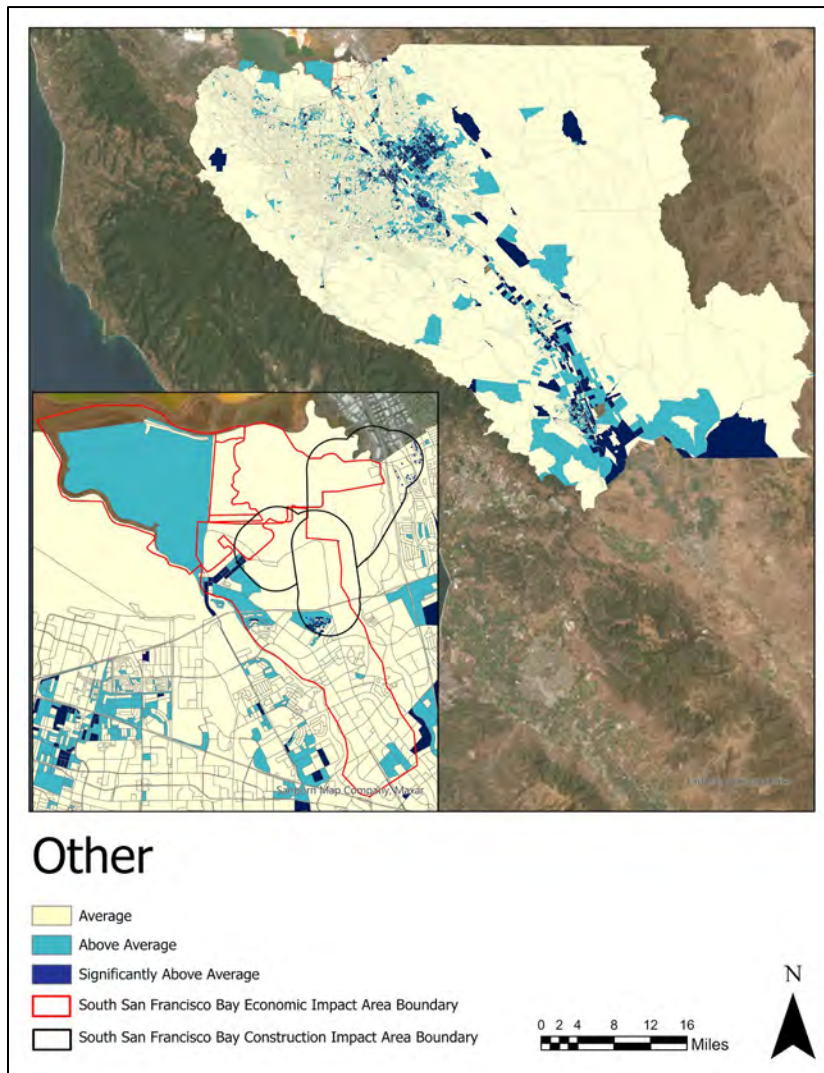 Sanborn Map Company, Maxar
Other
Average
Above Average
Significantly Above Average
South San Francisco Bay Economic Impact Area Boundary
South San Francisco Bay Construction Impact Area Boundary
N
0 2 4 8 12 16
Miles